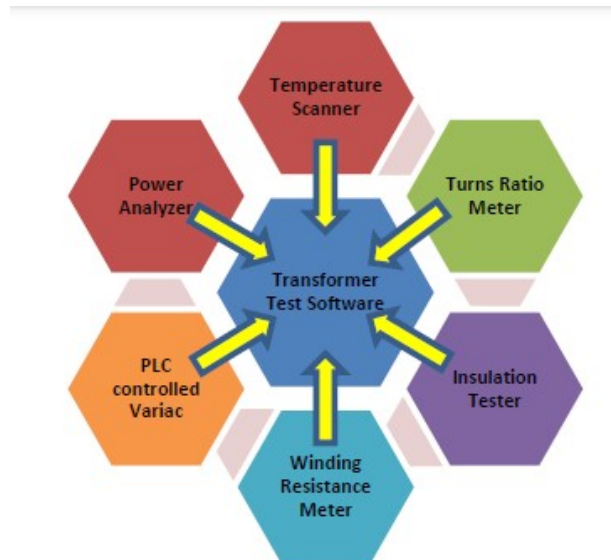 Temperature
Scanner
Power
Analyzer
Turns Ratio
Meter
Transformer
Test Software
PLC
controlled
Variac
Insulation
Tester
Winding
Resistance
Meter